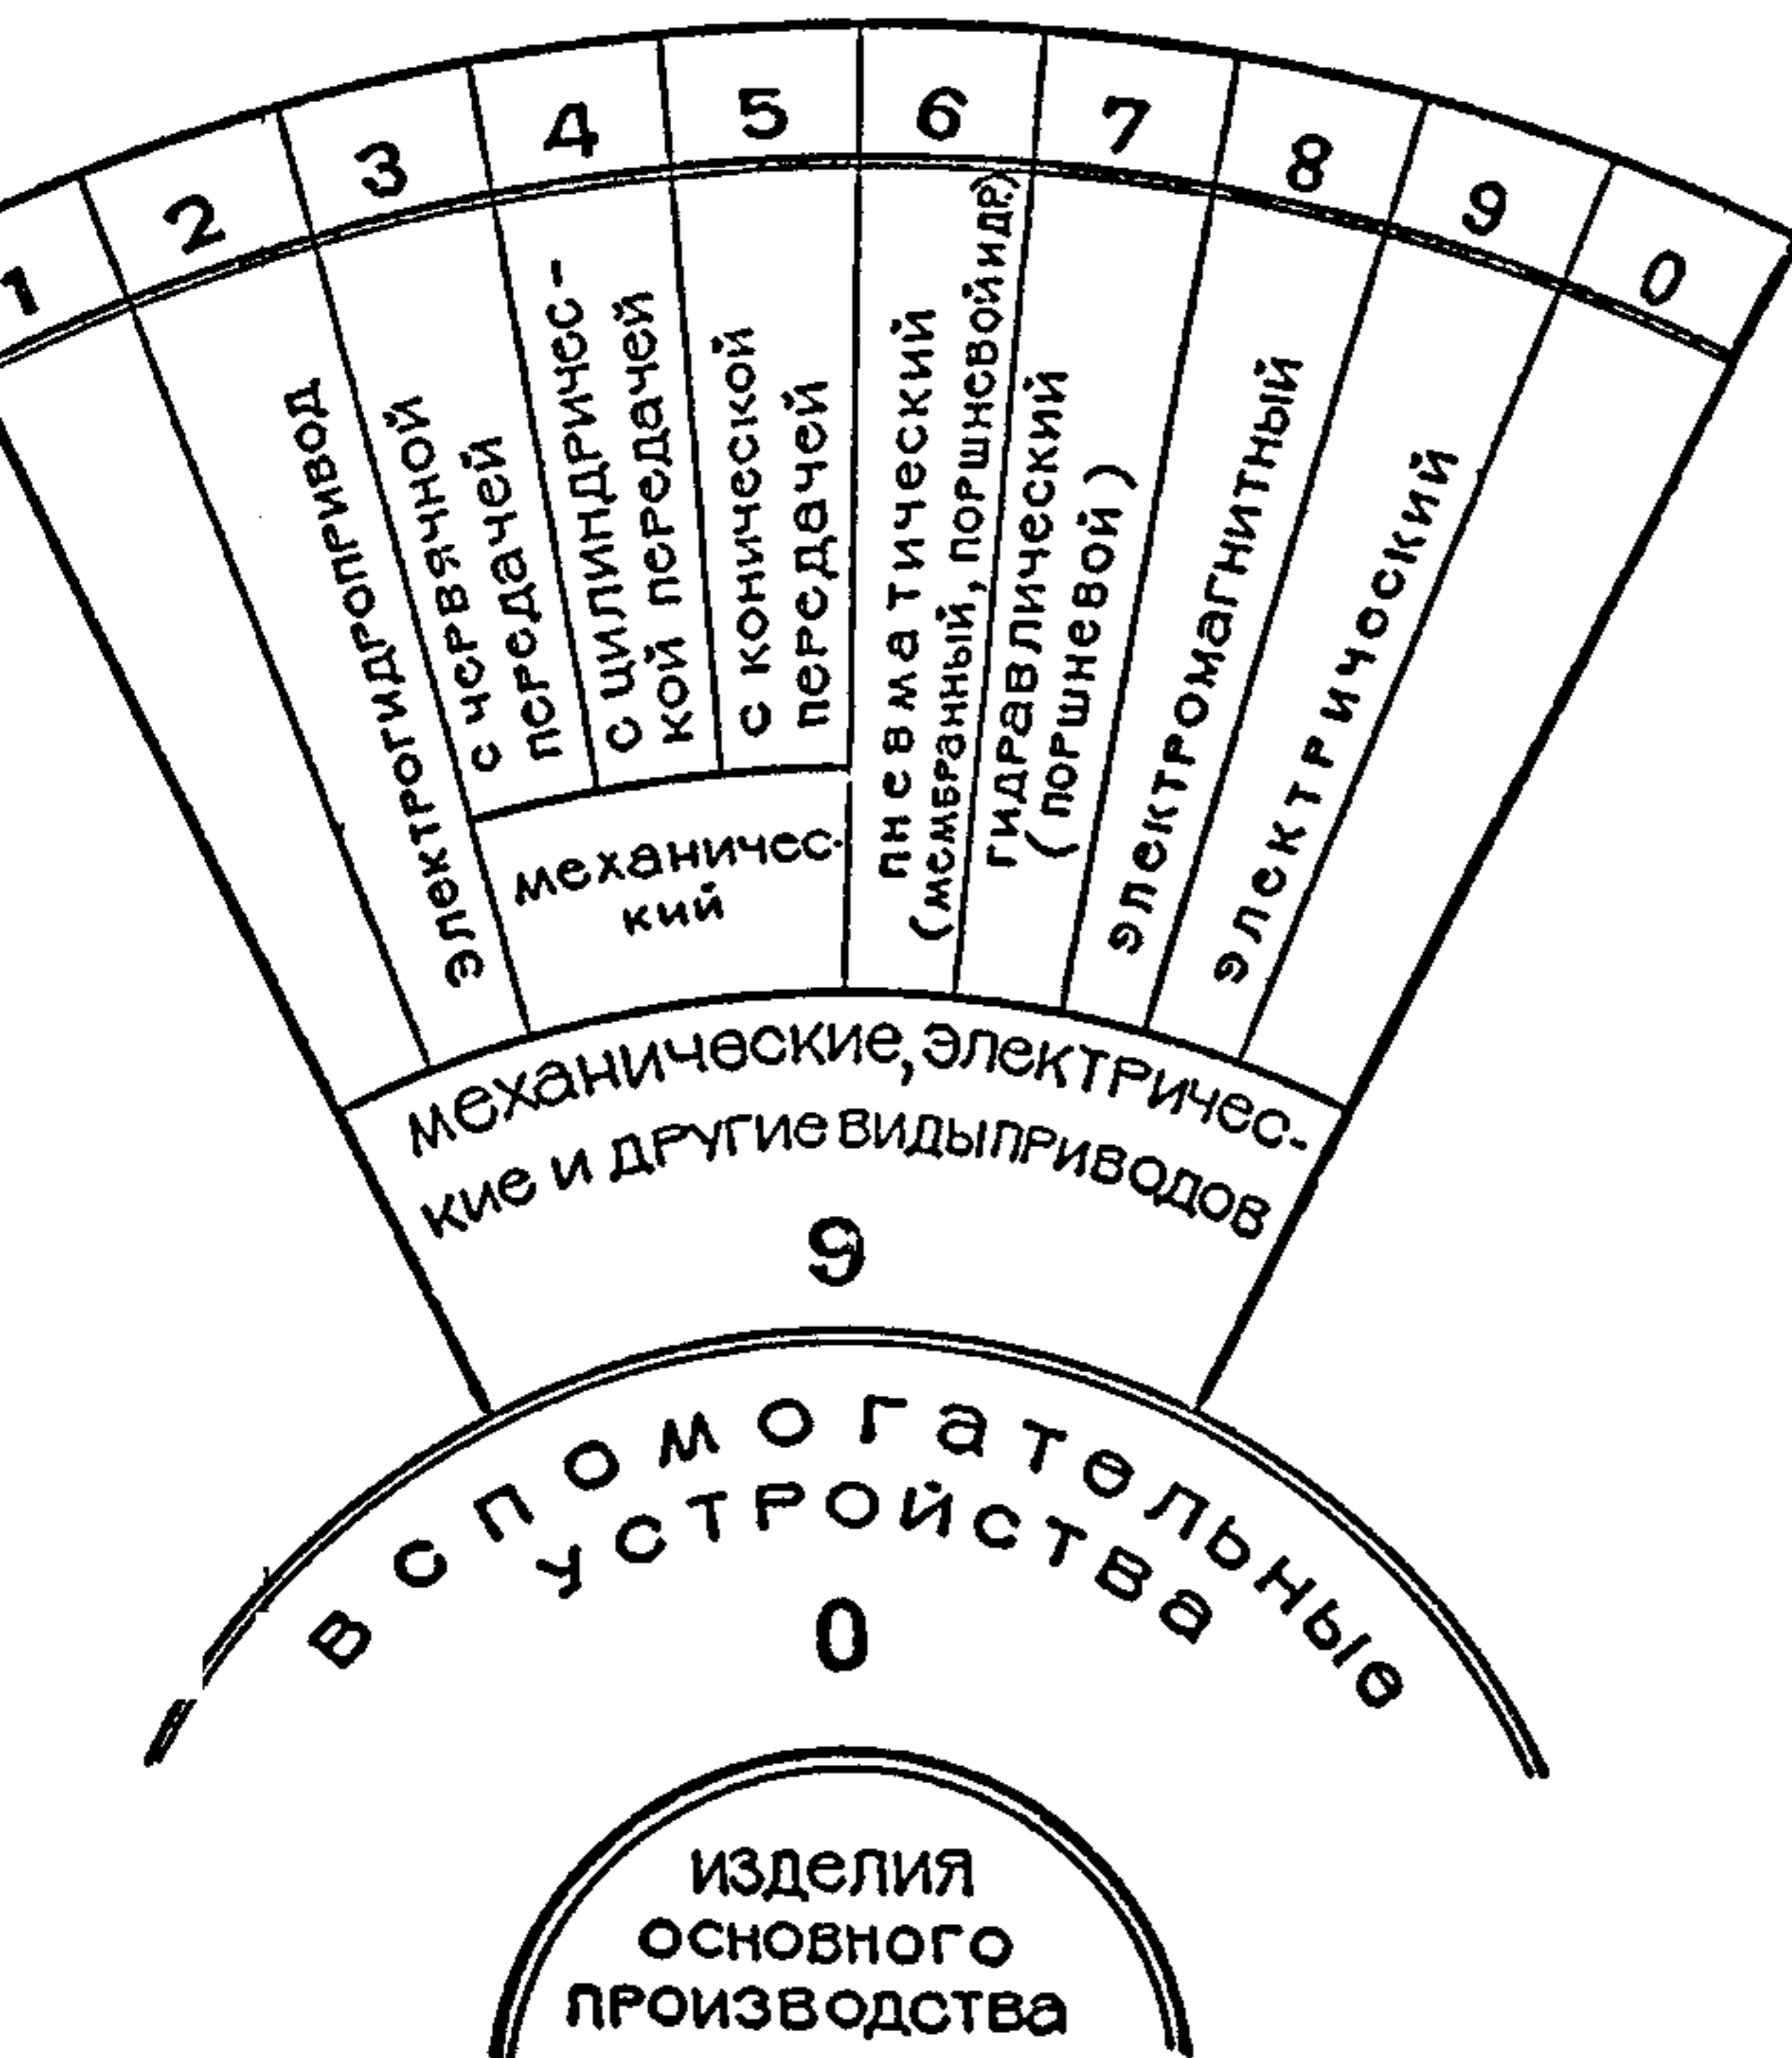 1
2
3
4
5
6
7
8
9
0
электрогидропривод
с червячной
передачей
с цилиндричес-
кой передачей
с конической
передачей
пневматический
(мембранный, поршневой и др.)
гидравлический
(поршневой)
электромагнитный
электрический
механичес-
кий
механические, электричес-
кие и другие виды приводов
9
вспомогательные
устройства
0
изделия
основного
производства